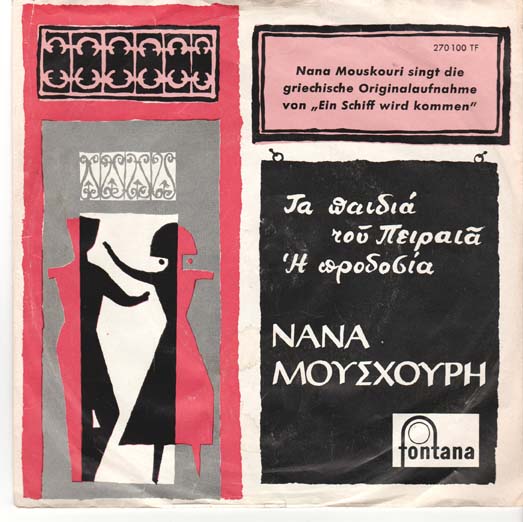 270 100 TF
Nana Mouskouri singt die
griechische Originalaufnahme
von „Ein Schiff wird kommen“
Τα παιδιά
τοῦ Πειραιᾶ
Ἡ προδοσία
ΝΑΝΑ
ΜΟΥΣΧΟΥΡΗ
fontana